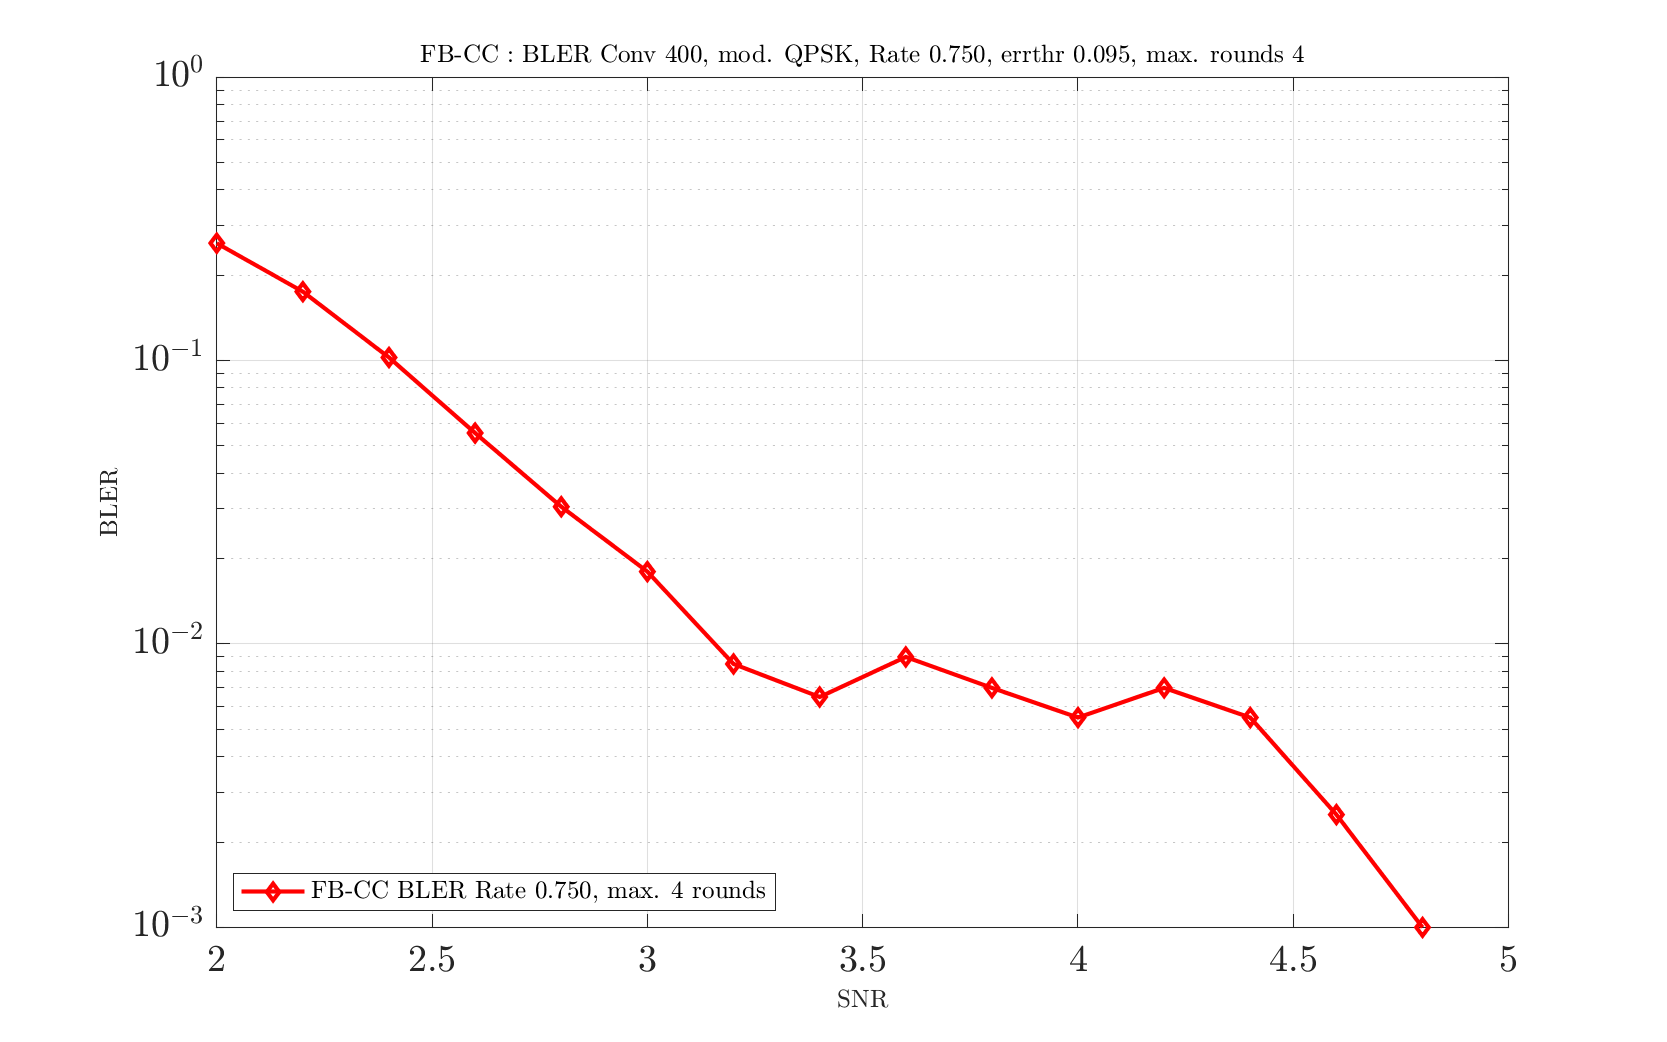 FB-CC : BLER Conv 400, mod. QPSK, Rate 0.750, errthr 0.095, max. rounds 4
10^0
10^{-1}
10^{-2}
10^{-3}
BLER
FB-CC BLER Rate 0.750, max. 4 rounds
2 2.5 3 3.5 4 4.5 5
SNR